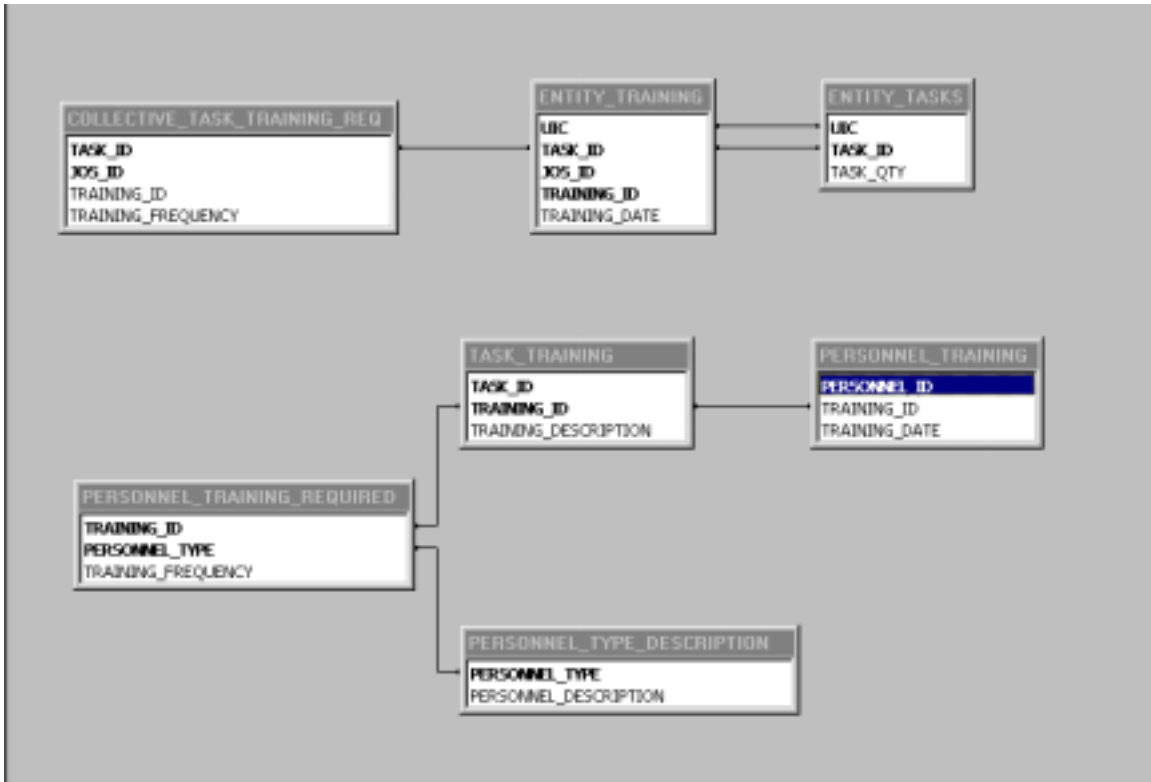 COLLECTIVE_TASK_TRAINING_REQ
TASK_ID
JOS_ID
TRAINING_ID
TRAINING_FREQUENCY
ENTITY_TRAINING
UIC
TASK_ID
JOS_ID
TRAINING_ID
TRAINING_DATE
ENTITY_TASKS
UIC
TASK_ID
TASK_QTY
TASK_TRAINING
TASK_ID
TRAINING_ID
TRAINING_DESCRIPTION
PERSONNEL_TRAINING
PERSONNEL_ID
TRAINING_ID
TRAINING_DATE
PERSONNEL_TRAINING_REQUIRED
TRAINING_ID
PERSONNEL_TYPE
TRAINING_FREQUENCY
PERSONNEL_TYPE_DESCRIPTION
PERSONNEL_TYPE
PERSONNEL_DESCRIPTION